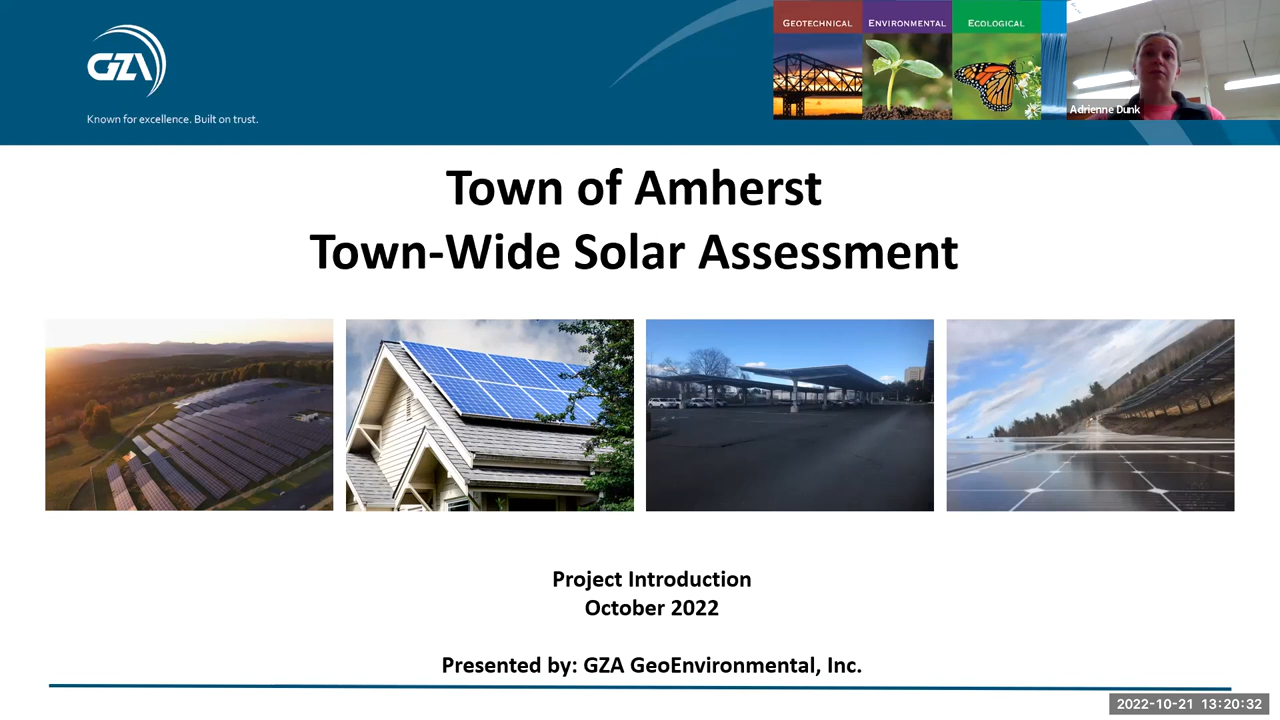 GZA
Known for excellence. Built on trust.
GEOTECHNICAL
ENVIRONMENTAL
ECOLOGICAL
Adrienne Dunk
Town of Amherst
Town-Wide Solar Assessment
Project Introduction
October 2022
Presented by: GZA GeoEnvironmental, Inc.
2022-10-21 13:20:32